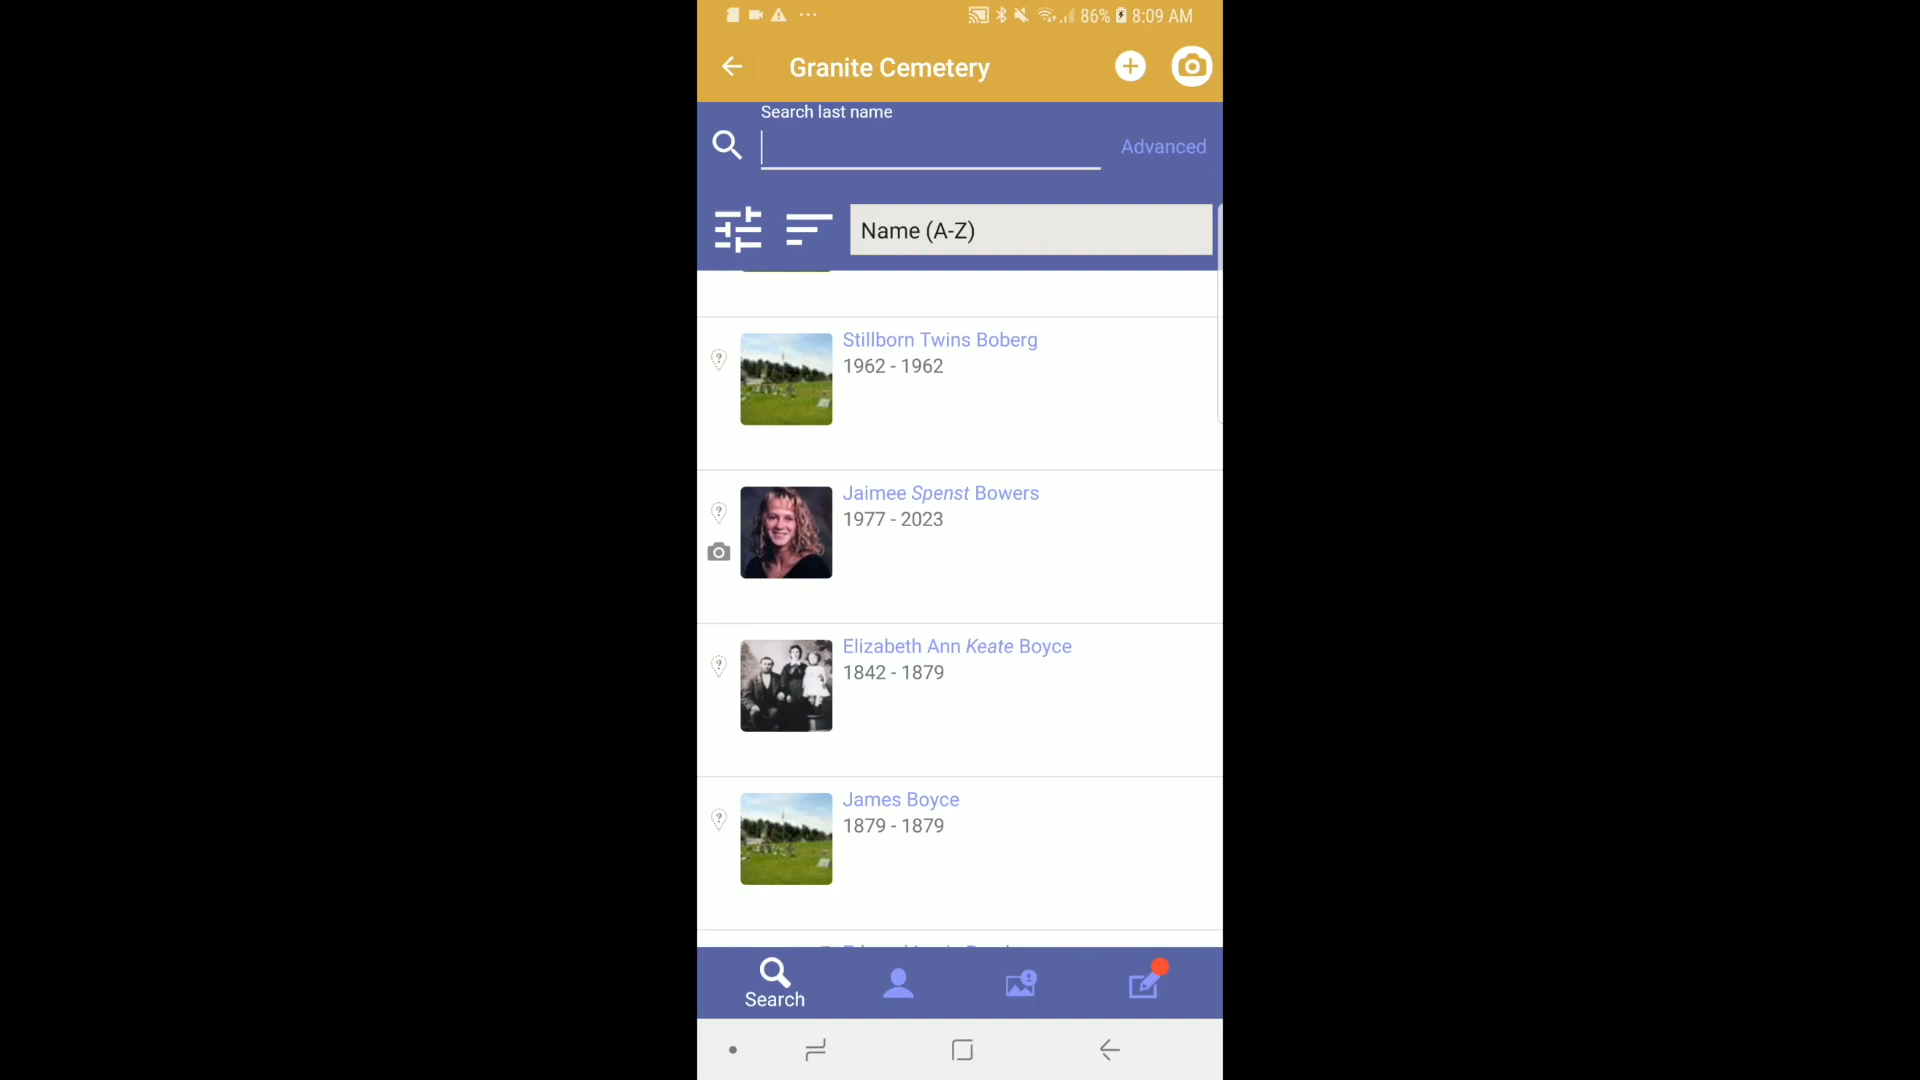 86% 8:09 AM
Granite Cemetery
Search last name
Advanced
Name (A-Z)
Stillborn Twins Boberg
1962 - 1962
Jaimee Spenst Bowers
1977 - 2023
Elizabeth Ann Keate Boyce
1842 - 1879
James Boyce
1879 - 1879
Search